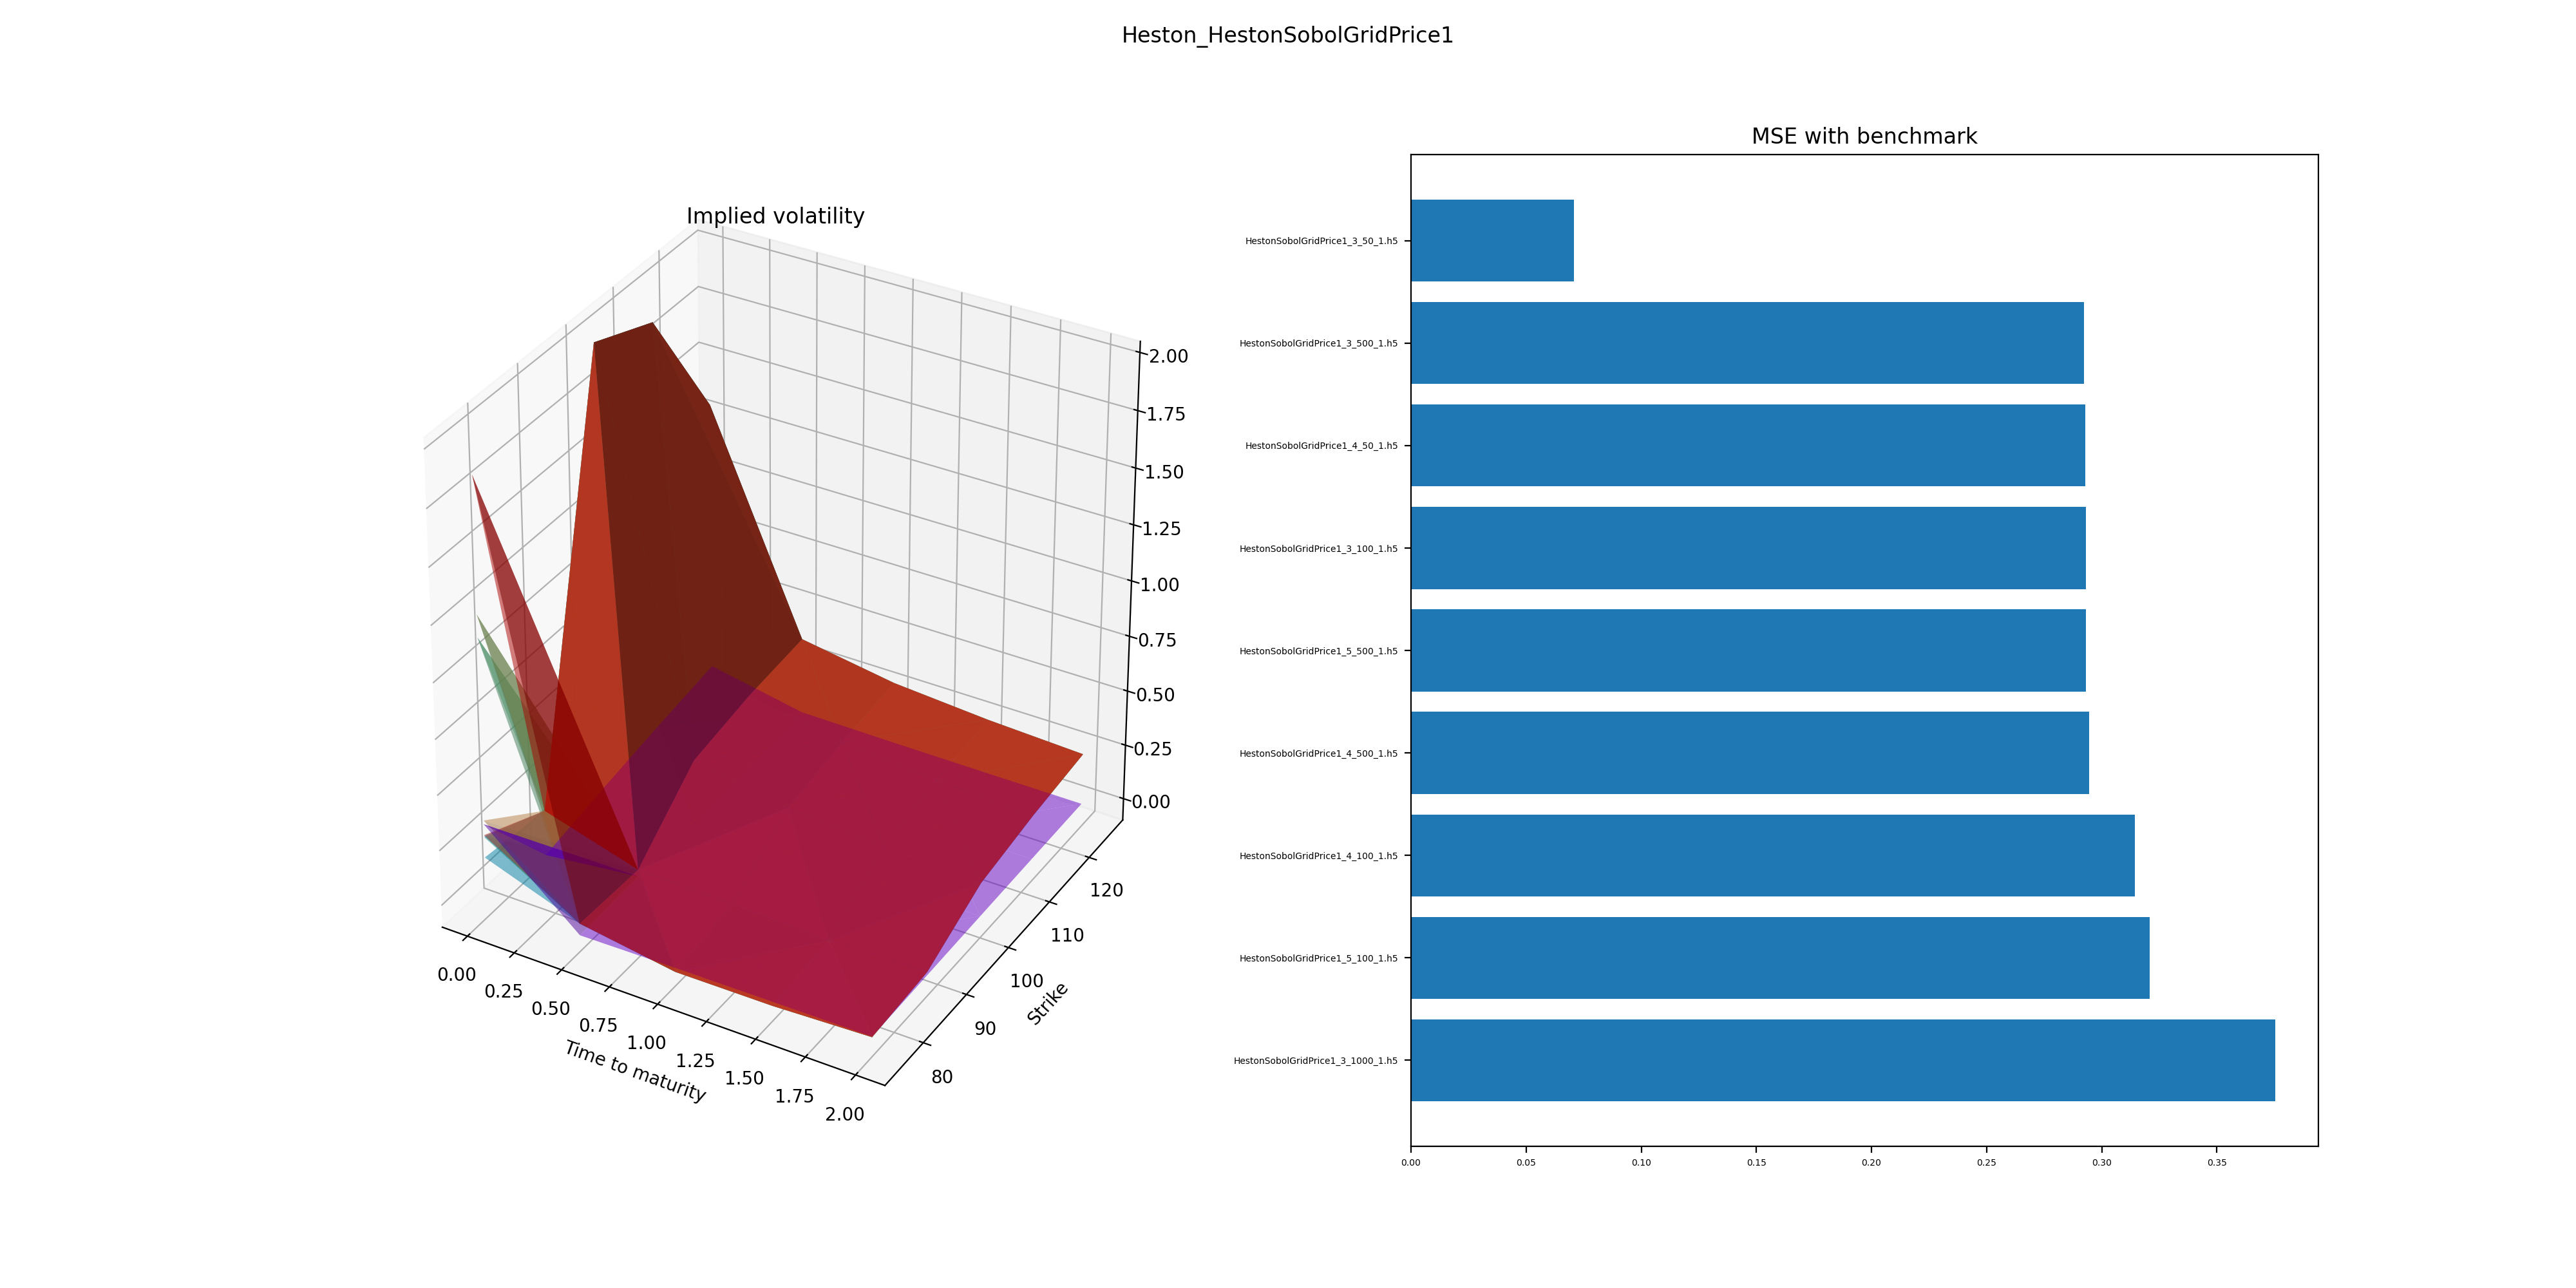 Heston_HestonSobolGridPrice1
Implied volatility
2.00
1.75
1.50
1.25
1.00
0.75
0.50
0.25
0.00
120
110
100
90
80
Strike
0.00
0.25
0.50
0.75
1.00
1.25
1.50
1.75
2.00
Time to maturity
MSE with benchmark
HestonSobolGridPrice1_3_50_1.h5
HestonSobolGridPrice1_3_500_1.h5
HestonSobolGridPrice1_4_50_1.h5
HestonSobolGridPrice1_3_100_1.h5
HestonSobolGridPrice1_5_500_1.h5
HestonSobolGridPrice1_4_500_1.h5
HestonSobolGridPrice1_4_100_1.h5
HestonSobolGridPrice1_5_100_1.h5
HestonSobolGridPrice1_3_1000_1.h5
0.00 0.05 0.10 0.15 0.20 0.25 0.30 0.35